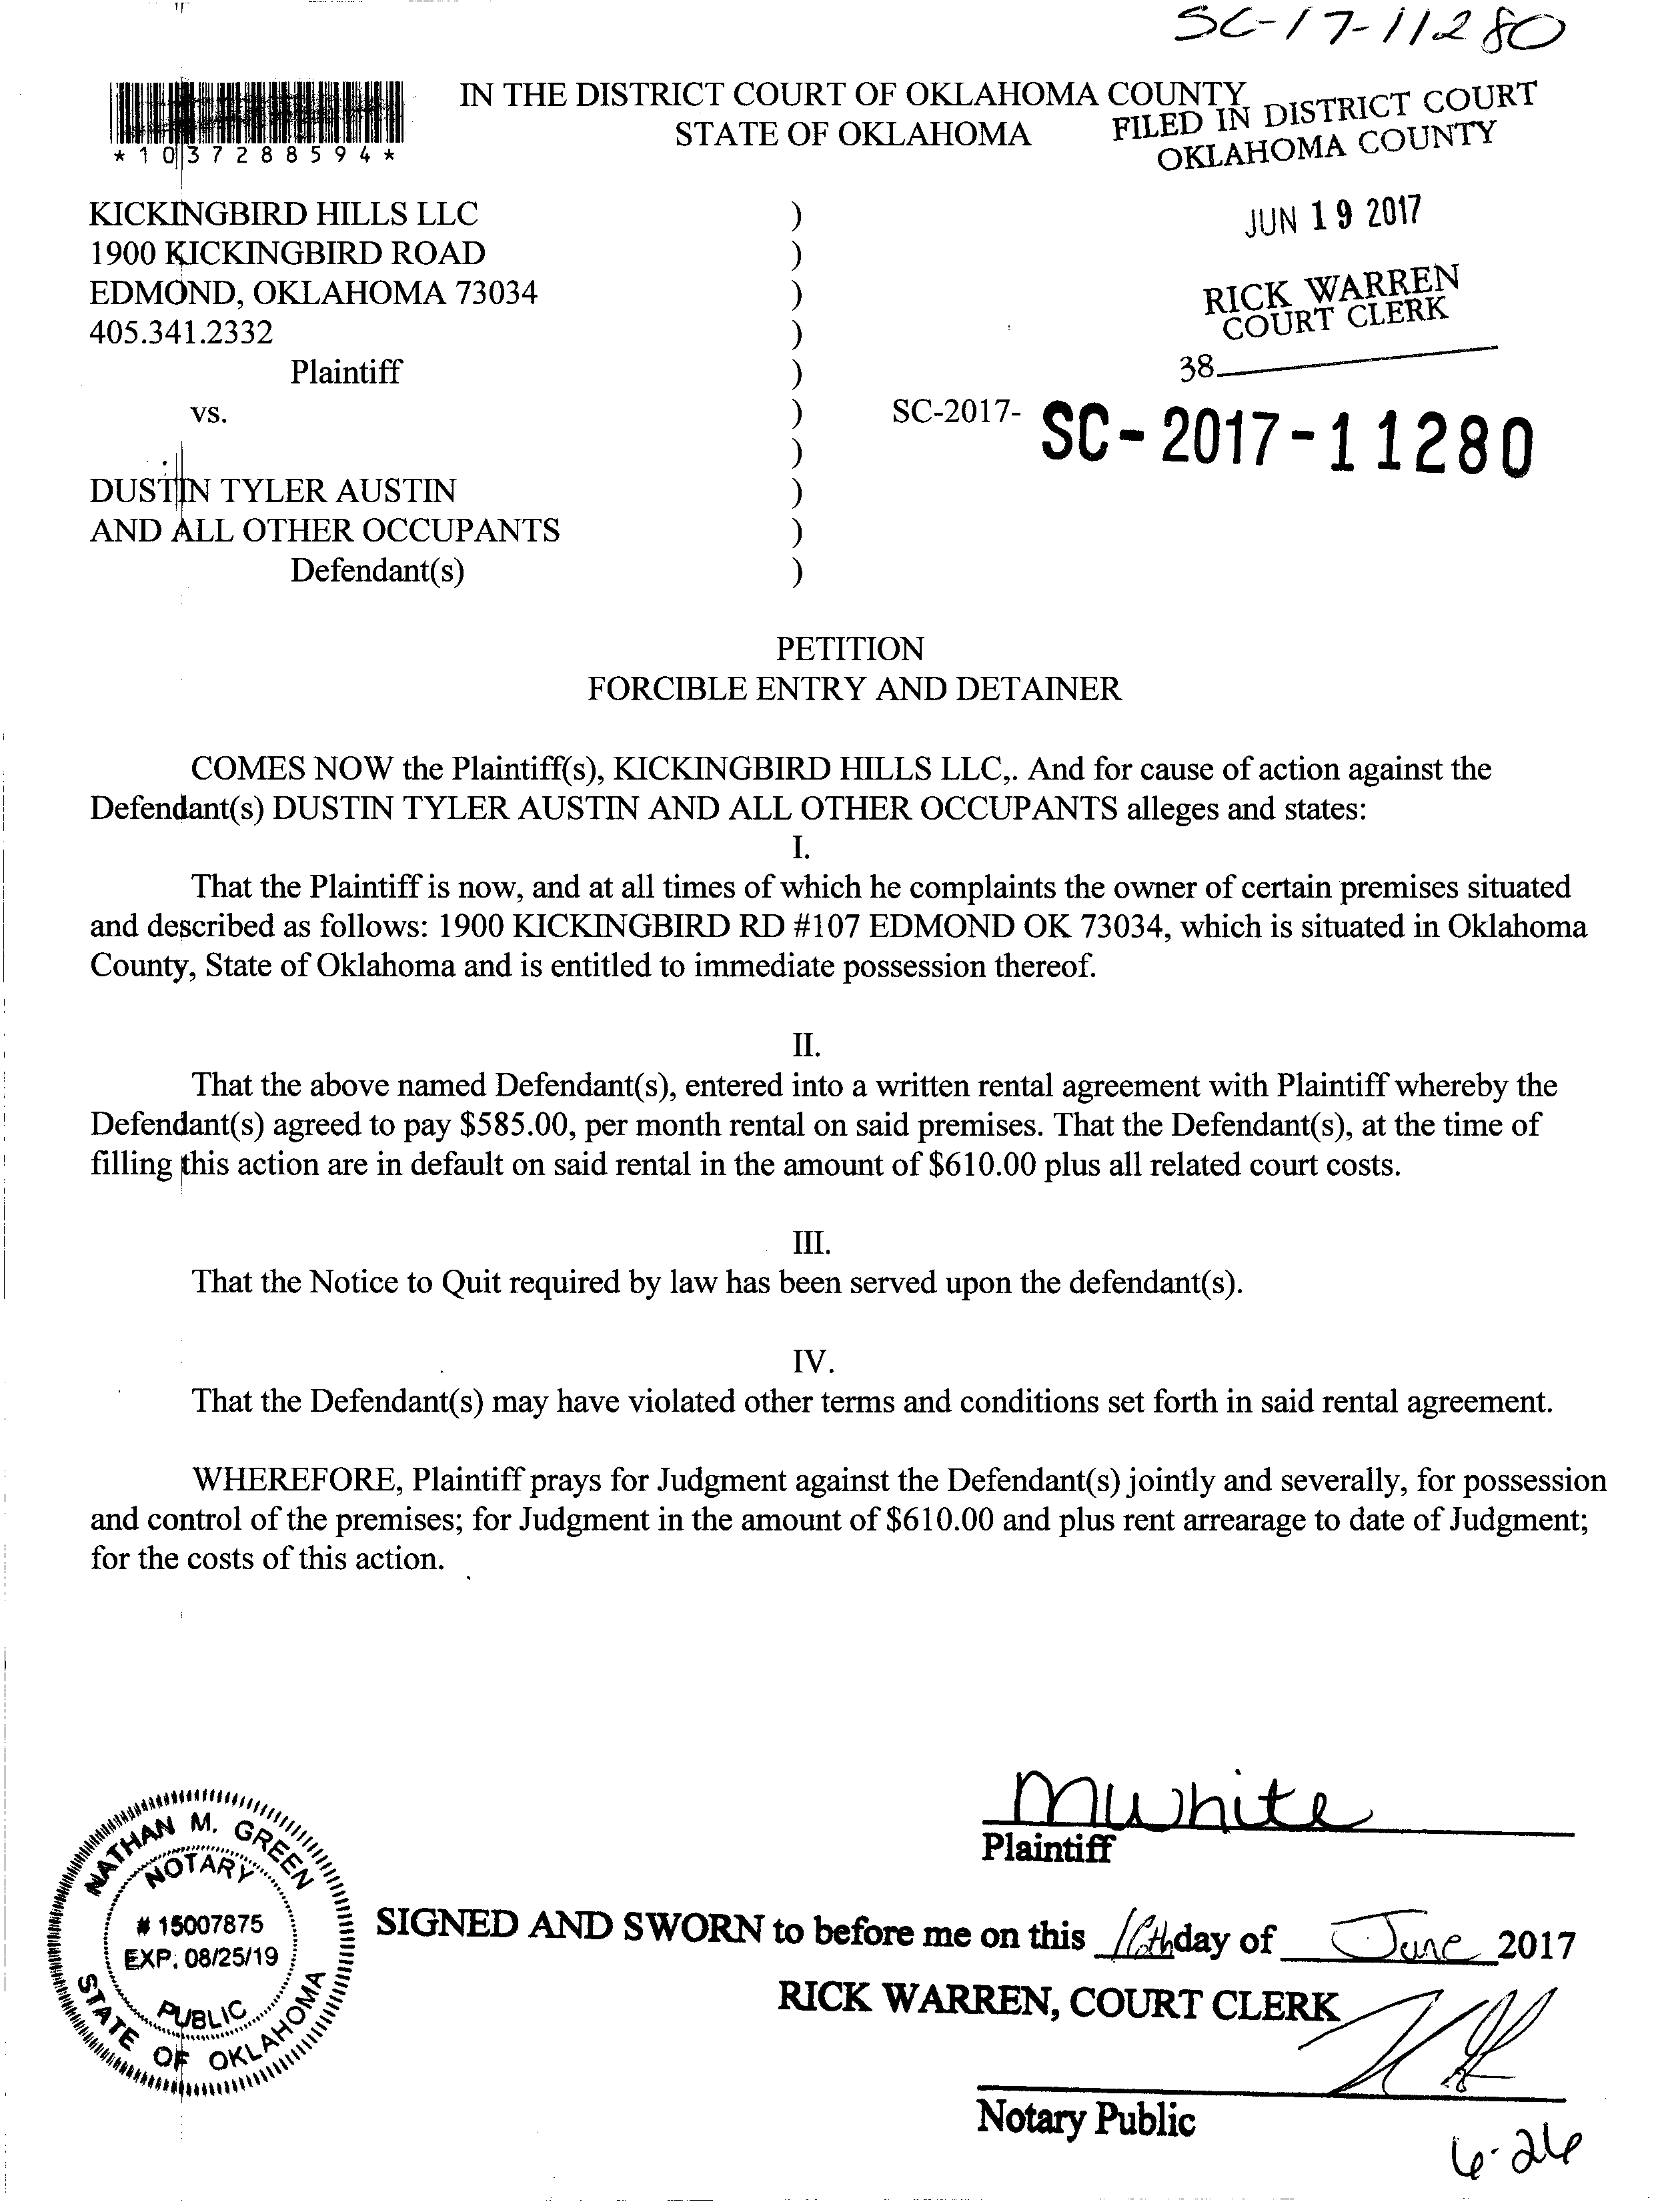 SC-17-11280
IN THE DISTRICT COURT OF OKLAHOMA COUNTY
STATE OF OKLAHOMA
FILED IN DISTRICT COURT
OKLAHOMA COUNTY
*1037288594*
JUN 19 2017
RICK WARREN
COURT CLERK
38
KICKINGBIRD HILLS LLC )
1900 KICKINGBIRD ROAD )
EDMOND, OKLAHOMA 73034 )
405.341.2332 )
Plaintiff )
vs. ) SC-2017- SC-2017-11280
)
DUSTIN TYLER AUSTIN )
AND ALL OTHER OCCUPANTS )
Defendant(s) )
PETITION
FORCIBLE ENTRY AND DETAINER
COMES NOW the Plaintiff(s), KICKINGBIRD HILLS LLC,. And for cause of action against the
Defendant(s) DUSTIN TYLER AUSTIN AND ALL OTHER OCCUPANTS alleges and states:
I.
That the Plaintiff is now, and at all times of which he complaints the owner of certain premises situated
and described as follows: 1900 KICKINGBIRD RD #107 EDMOND OK 73034, which is situated in Oklahoma
County, State of Oklahoma and is entitled to immediate possession thereof.
II.
That the above named Defendant(s), entered into a written rental agreement with Plaintiff whereby the
Defendant(s) agreed to pay $585.00, per month rental on said premises. That the Defendant(s), at the time of
filling this action are in default on said rental in the amount of $610.00 plus all related court costs.
III.
That the Notice to Quit required by law has been served upon the defendant(s).
IV.
That the Defendant(s) may have violated other terms and conditions set forth in said rental agreement.
WHEREFORE, Plaintiff prays for Judgment against the Defendant(s) jointly and severally, for possession
and control of the premises; for Judgment in the amount of $610.00 and plus rent arrearage to date of Judgment;
for the costs of this action.
MWhite
Plaintiff
NATHAN M. GREEN
NOTARY
# 15007875
EXP: 08/25/19
PUBLIC
STATE OF OKLAHOMA
SIGNED AND SWORN to before me on this 16th day of June 2017
RICK WARREN, COURT CLERK
Notary Public
6-26